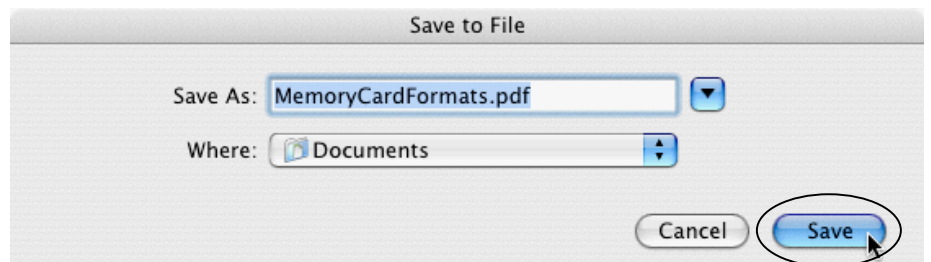 Save to File
Save As: MemoryCardFormats.pdf
Where: Documents
Cancel Save